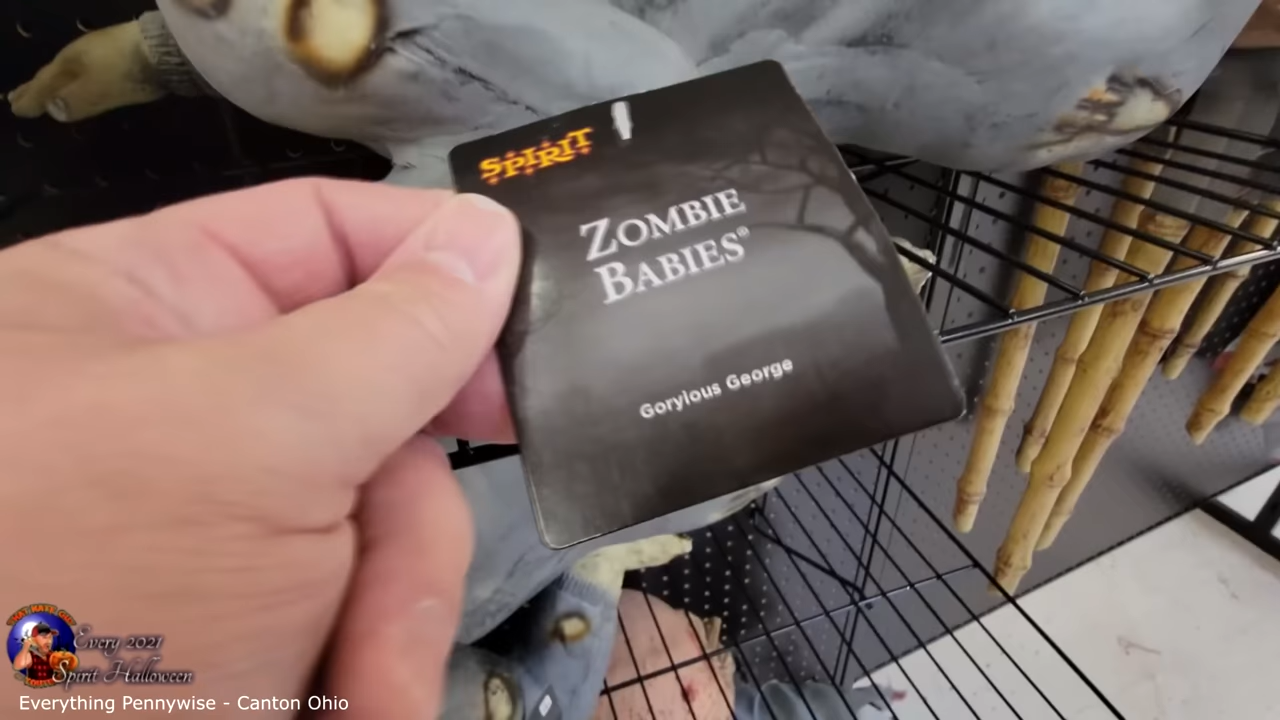 SPIRIT
ZOMBIE
BABIES®
Gorylous George
Every 2021
Spirit Halloween
Everything Pennywise - Canton Ohio